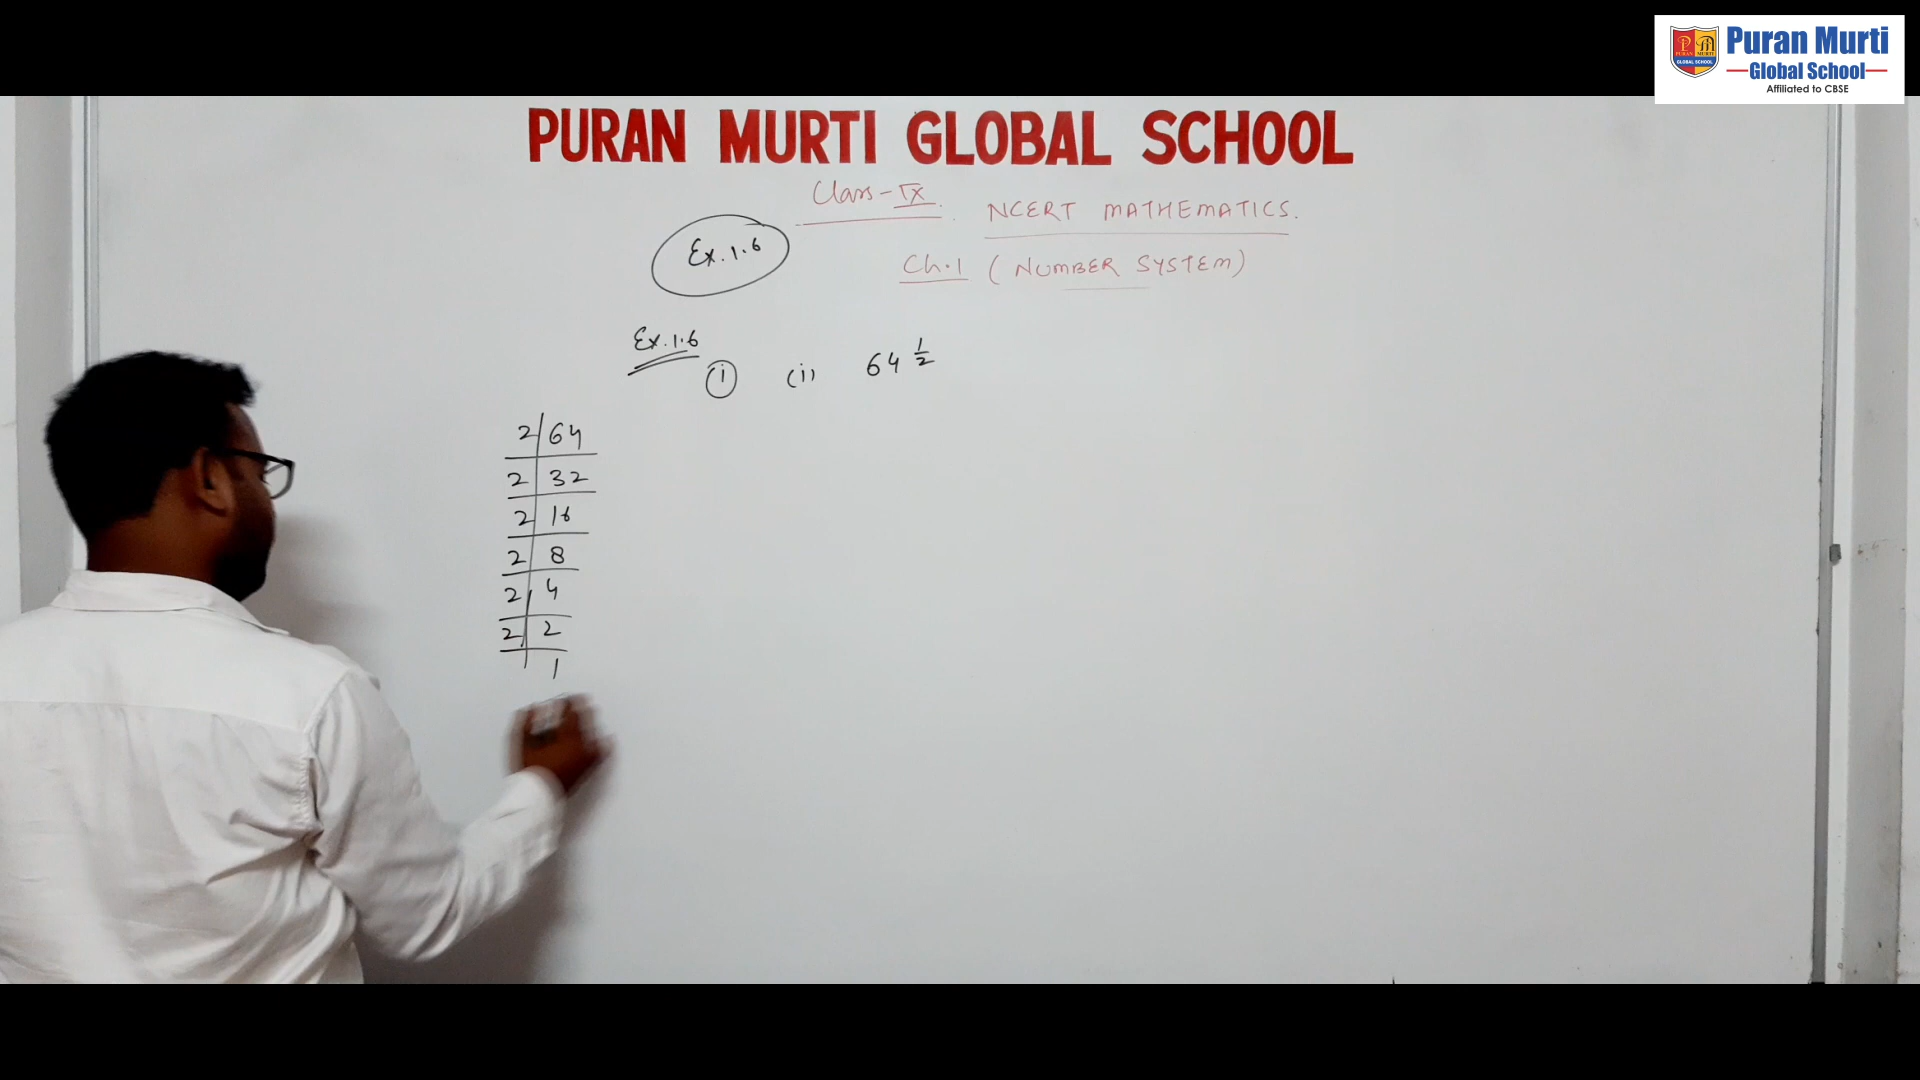 Puran Murti
Global School
Affiliated to CBSE
PURAN MURTI GLOBAL SCHOOL
Class-IX. NCERT MATHEMATICS.
Ex.1.6
Ch.1 (NUMBER SYSTEM)
Ex.1.6
(1) (i) 64 1/2
2 64
2 32
2 16
2 8
2 4
2 2
1